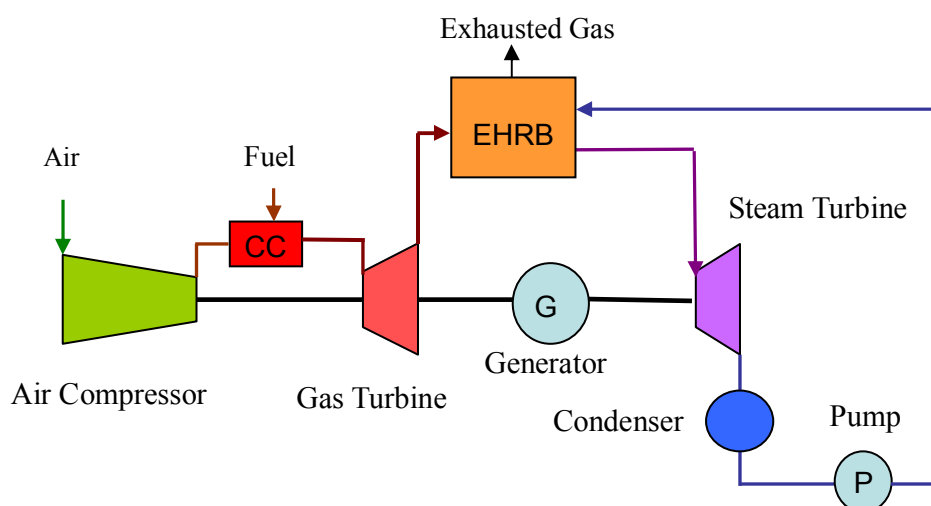 Exhausted Gas
EHRB
Air
Fuel
CC
Steam Turbine
G
Generator
Air Compressor
Gas Turbine
Condenser
Pump
P